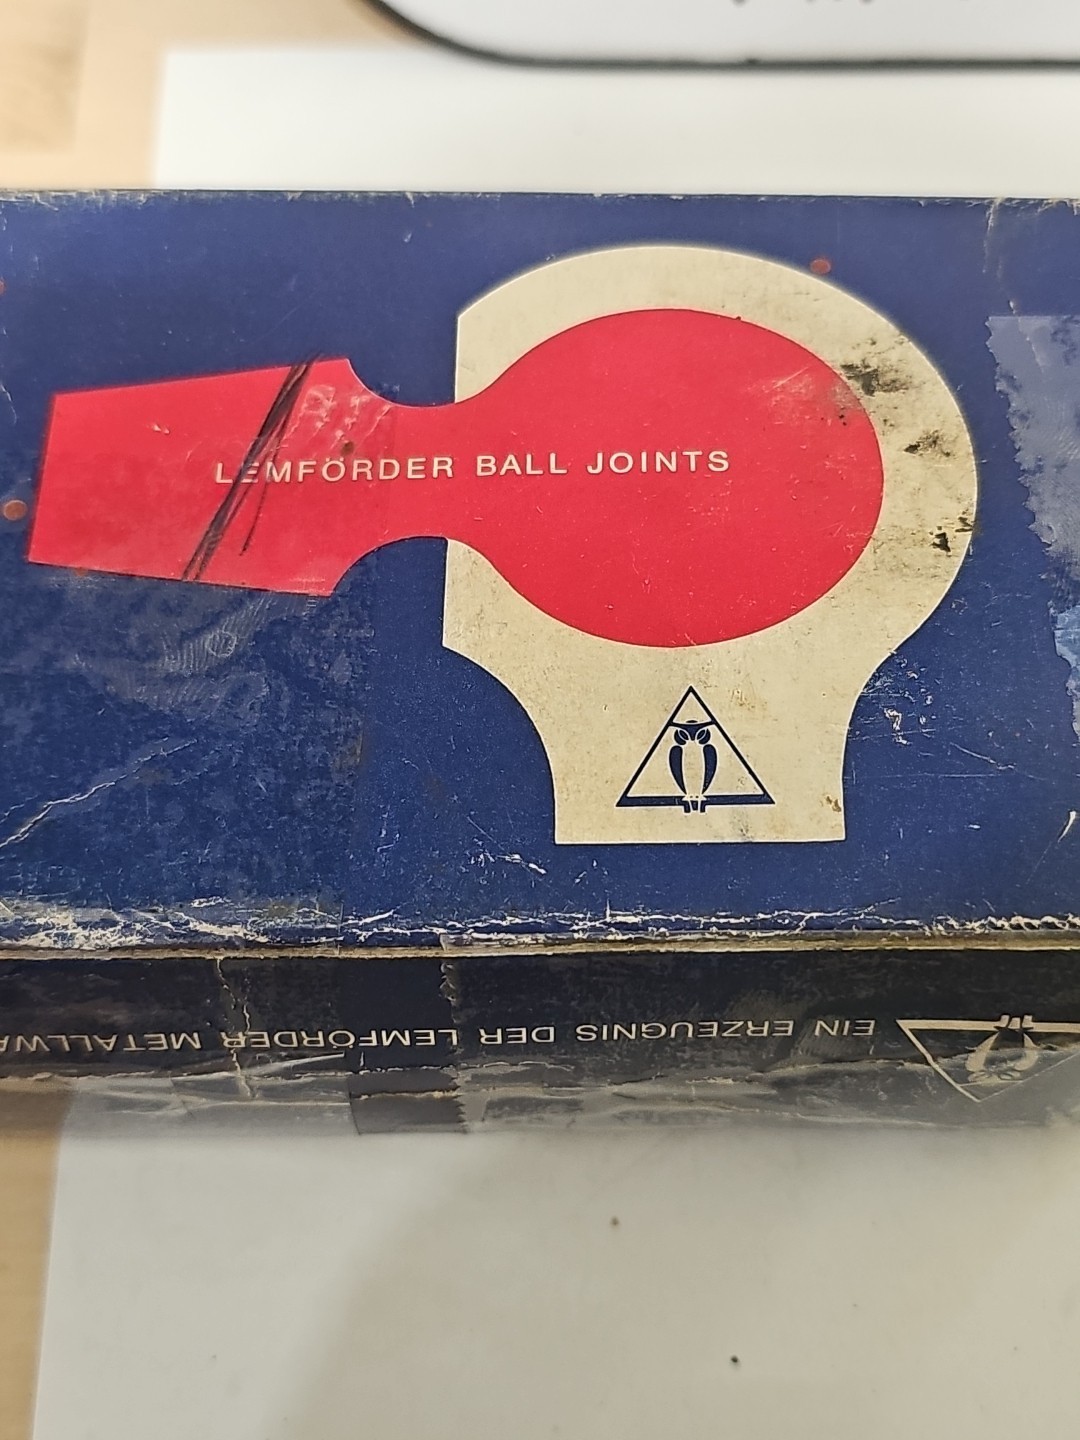 LEMFÖRDER BALL JOINTS
EIN ERZEUGNIS DER LEMFÖRDER